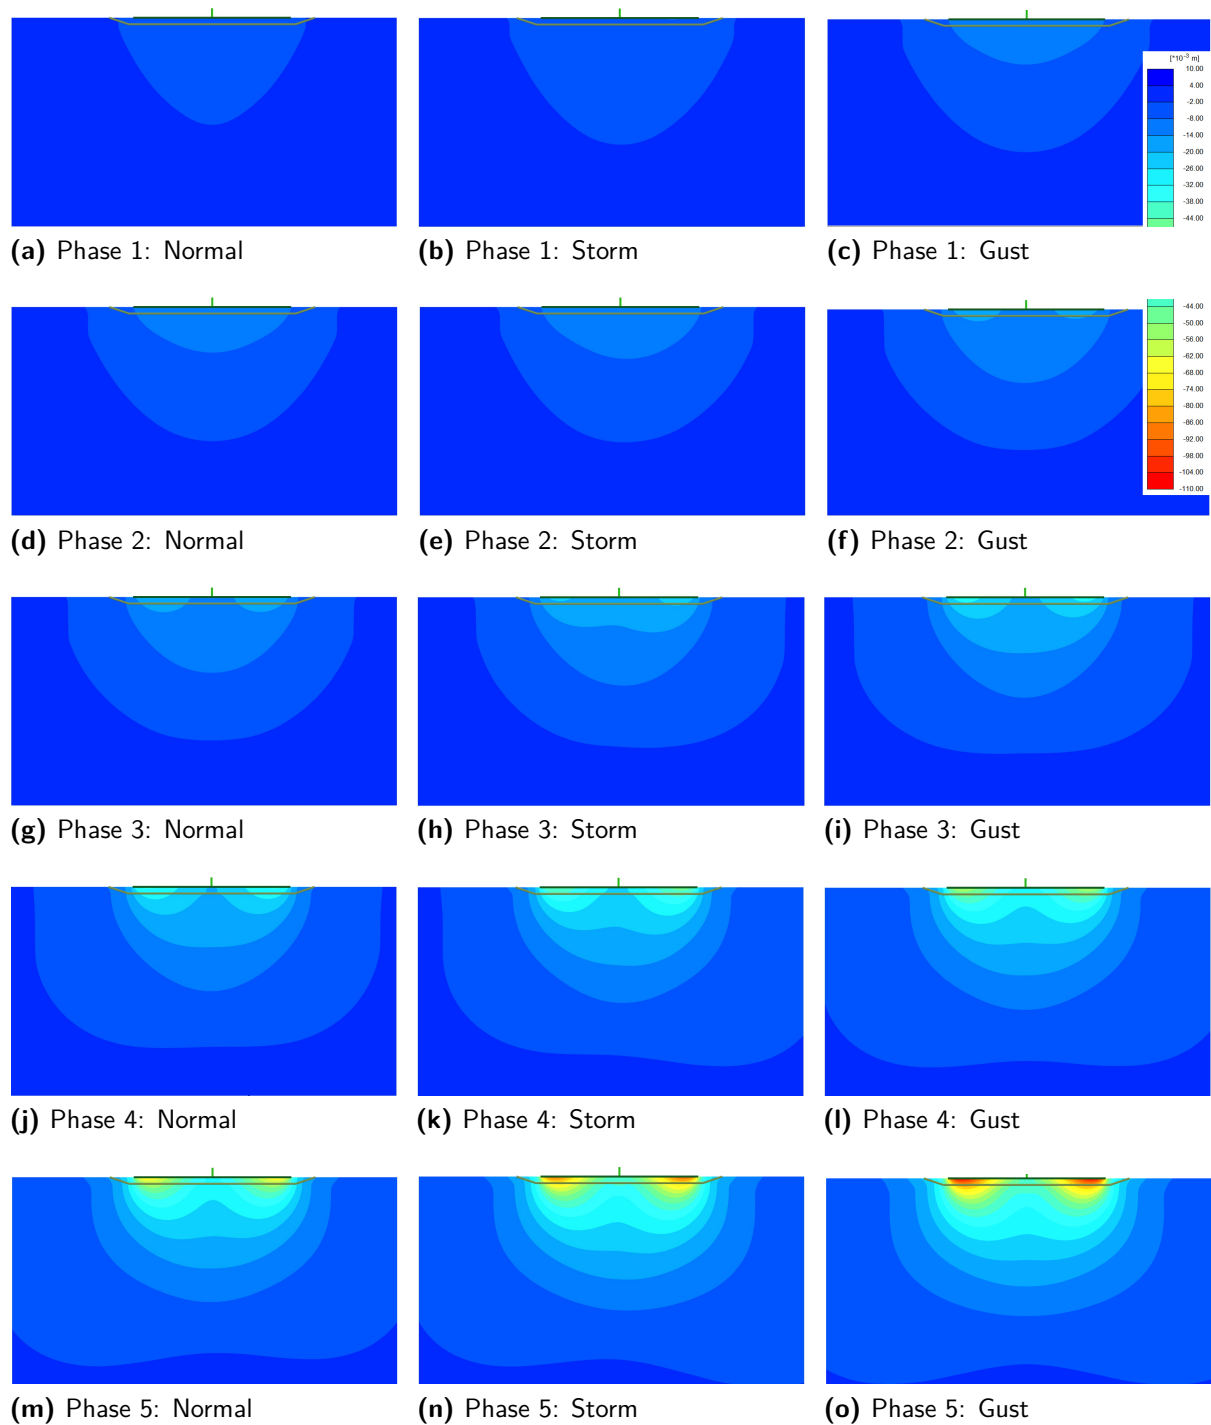 [*10⁻³ m]
10.00
4.00
-2.00
-8.00
-14.00
-20.00
-26.00
-32.00
-38.00
-44.00
(a) Phase 1: Normal
(b) Phase 1: Storm
(c) Phase 1: Gust
-44.00
-50.00
-56.00
-62.00
-68.00
-74.00
-80.00
-86.00
-92.00
-98.00
-104.00
-110.00
(d) Phase 2: Normal
(e) Phase 2: Storm
(f) Phase 2: Gust
(g) Phase 3: Normal
(h) Phase 3: Storm
(i) Phase 3: Gust
(j) Phase 4: Normal
(k) Phase 4: Storm
(l) Phase 4: Gust
(m) Phase 5: Normal
(n) Phase 5: Storm
(o) Phase 5: Gust